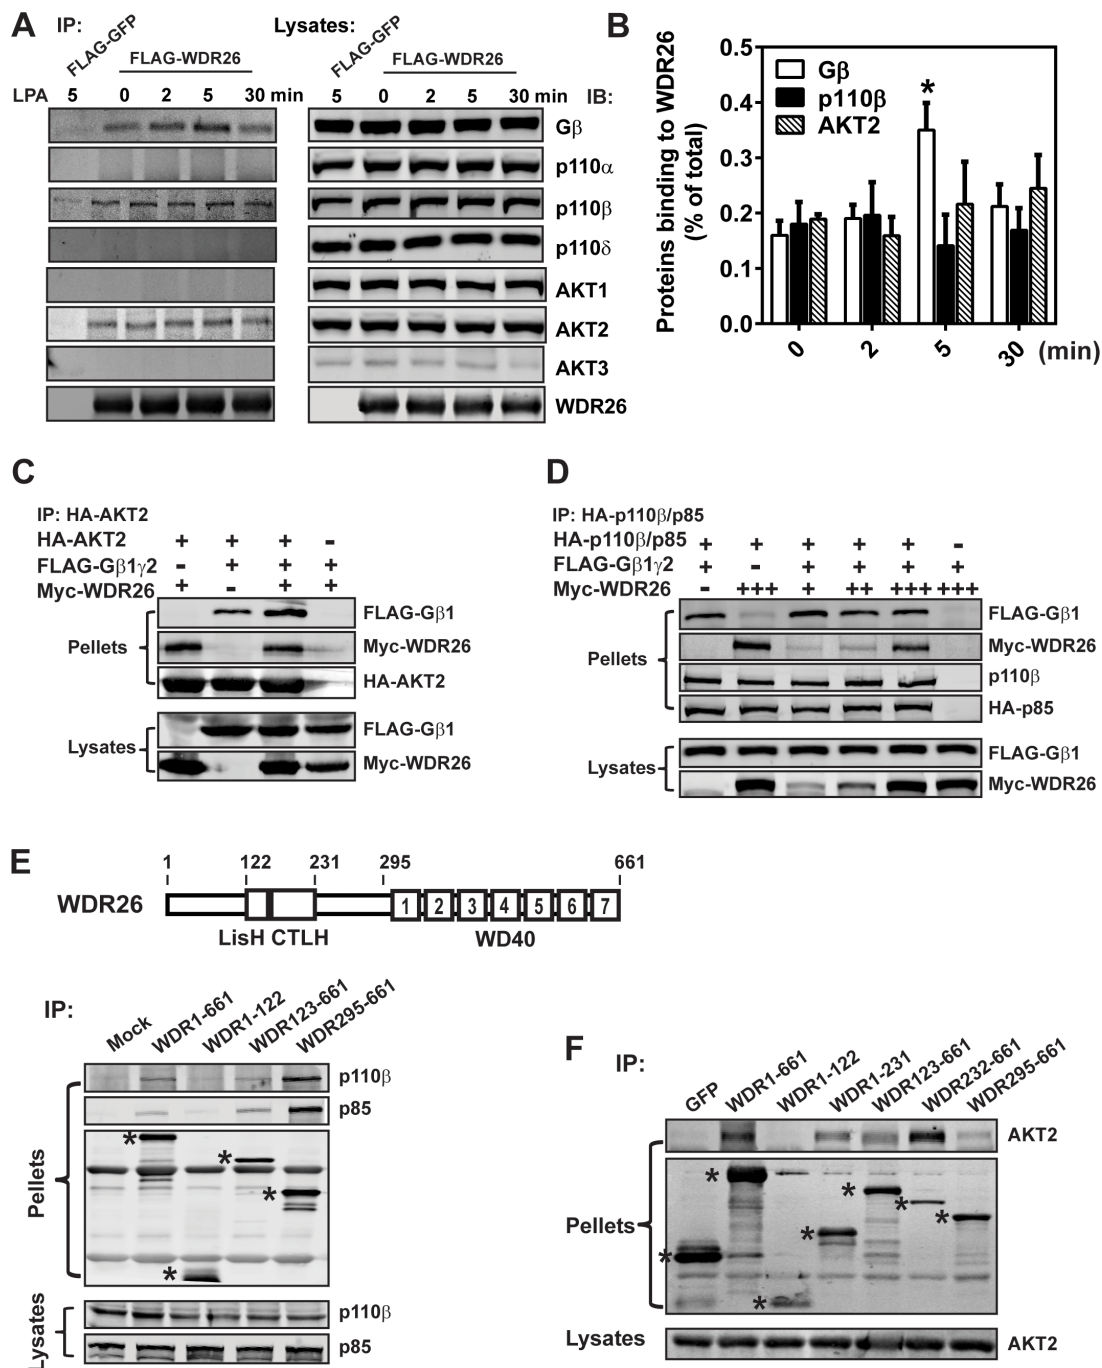 A
IP:
FLAG-GFP
FLAG-WDR26
Lysates:
FLAG-GFP
FLAG-WDR26
LPA 5 0 2 5 30 min
5 0 2 5 30 min IB:
Gβ
p110α
p110β
p110δ
AKT1
AKT2
AKT3
WDR26
B
Proteins binding to WDR26
(% of total)
0.5
0.4
0.3
0.2
0.1
0.0
Gβ
p110β
AKT2
*
0 2 5 30 (min)
C
IP: HA-AKT2
HA-AKT2 + + + -
FLAG-Gβ1γ2 - + + +
Myc-WDR26 + - + +
Pellets
FLAG-Gβ1
Myc-WDR26
HA-AKT2
Lysates
FLAG-Gβ1
Myc-WDR26
D
IP: HA-p110β/p85
HA-p110β/p85 + + + + + -
FLAG-Gβ1γ2 + - + + + +
Myc-WDR26 - +++ + ++ +++ +++
Pellets
FLAG-Gβ1
Myc-WDR26
p110β
HA-p85
Lysates
FLAG-Gβ1
Myc-WDR26
E
1 122 231 295 661
WDR26
1 2 3 4 5 6 7
LisH CTLH WD40
IP:
Mock
WDR1-661
WDR1-122
WDR123-661
WDR295-661
Pellets
p110β
p85
*
*
*
*
Lysates
p110β
p85
F
IP:
GFP
WDR1-661
WDR1-122
WDR1-231
WDR123-661
WDR232-661
WDR295-661
Pellets
AKT2
*
*
*
*
*
*
*
Lysates
AKT2